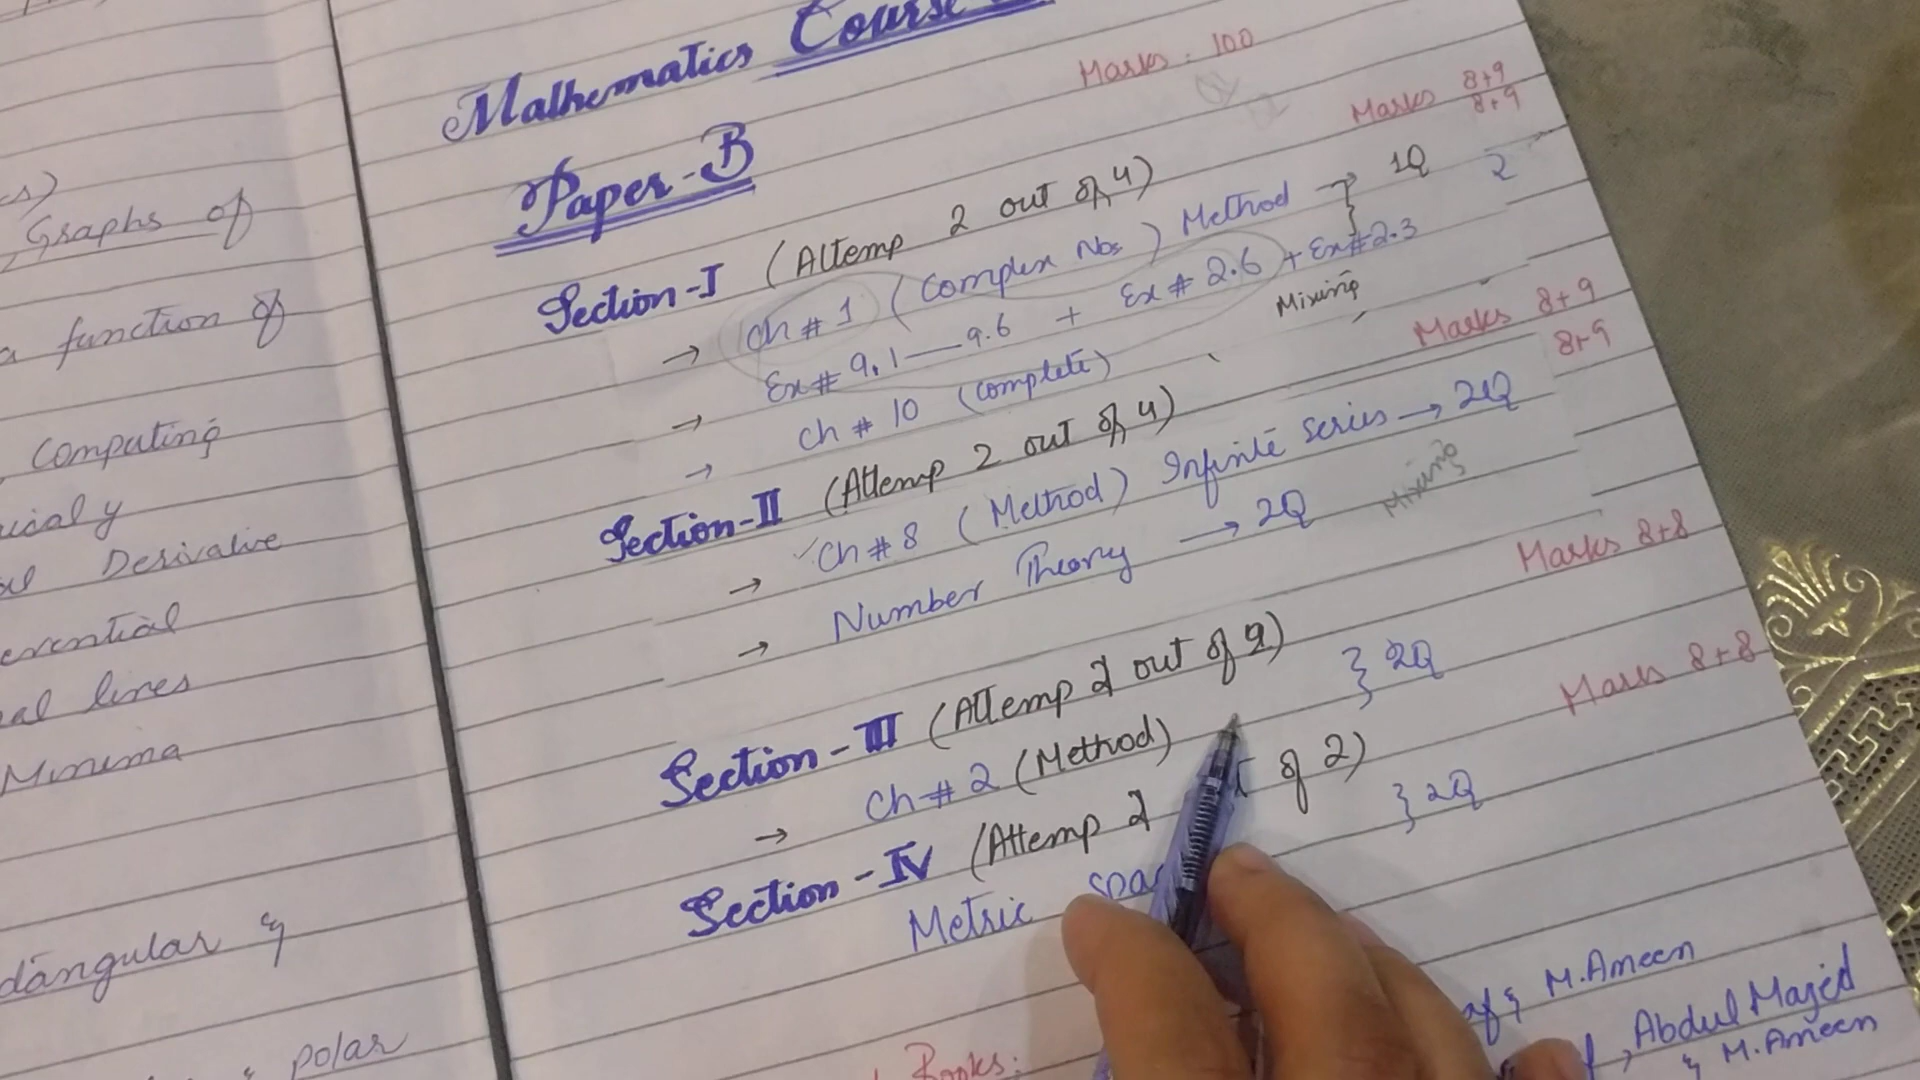 Graphs of
a function of
Computing
Derivative
lines
Minima
&
polar
Mathematics Course
Marks: 100
Paper-B
Marks 8+9
8+9
Section-I (Attemp 2 out of 4)
→ Ch # 1 (Complex Nos) Method → 1Q 2
→ Ex # 9.1—9.6 + Ex # 2.6 + Ex # 2.3
Mixing
→ Ch # 10 (Complete)
Marks 8+9
8+9
Section-II (Attemp 2 out of 4)
→ Ch # 8 (Method) Infinite series → 2Q
→ Number Theory → 2Q
Mixing
Marks 8+8
Section-III (Attemp 2 out of 2)
→ Ch # 2 (Method) } 2Q
Marks 8+8
Section-IV (Attemp 2 of 2)
Metric } 2Q
Books:
M. Ameen
Abdul Majed
& M. Ameen